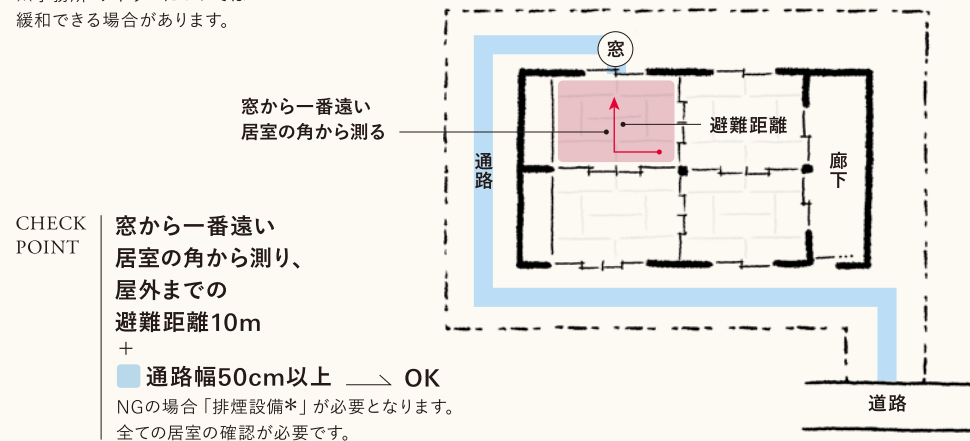 緩和できる場合があります。
窓
窓から一番遠い
居室の角から測る
避難距離
通路
廊下
CHECK
POINT
窓から一番遠い
居室の角から測り、
屋外までの
避難距離10m
+
通路幅50cm以上
OK
NGの場合「排煙設備*」が必要となります。
全ての居室の確認が必要です。
道路